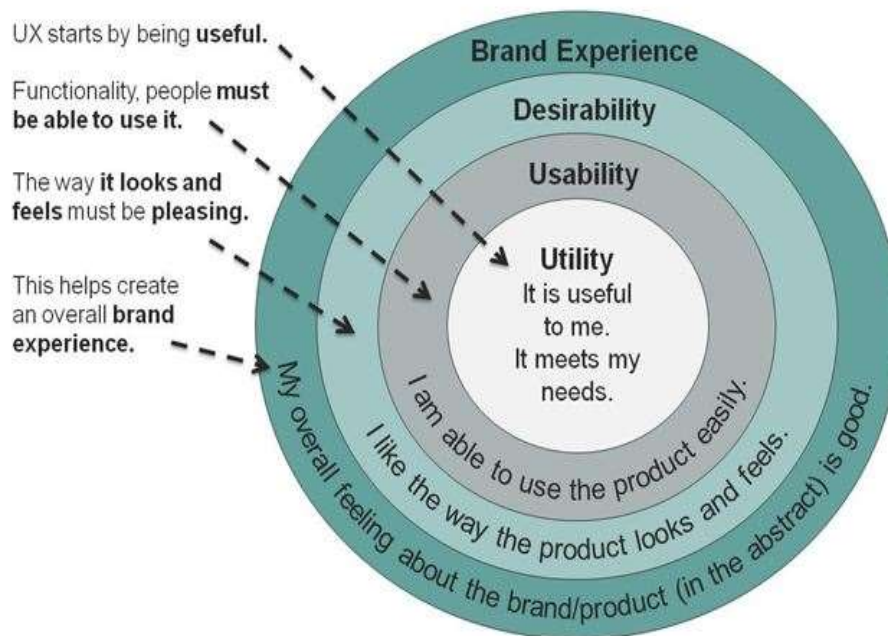 UX starts by being useful.
Functionality, people must
be able to use it.
The way it looks and
feels must be pleasing.
This helps create
an overall brand
experience.
Brand Experience
Desirability
Usability
Utility
It is useful
to me.
It meets my
needs.
I am able to use the product easily.
I like the way the product looks and feels.
My overall feeling about the brand/product (in the abstract) is good.